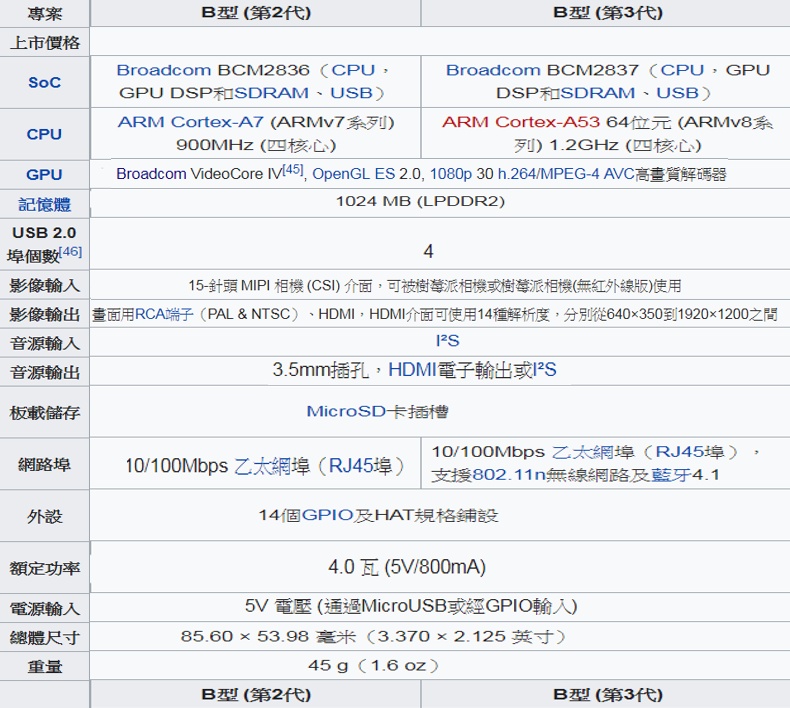 專案 B型 (第2代) B型 (第3代)
上市價格
SoC Broadcom BCM2836（CPU，GPU DSP和SDRAM、USB） Broadcom BCM2837（CPU，GPU DSP和SDRAM、USB）
CPU ARM Cortex-A7 (ARMv7系列) 900MHz (四核心) ARM Cortex-A53 64位元 (ARMv8系列) 1.2GHz (四核心)
GPU Broadcom VideoCore IV[45], OpenGL ES 2.0, 1080p 30 h.264/MPEG-4 AVC高畫質解碼器
記憶體 1024 MB (LPDDR2)
USB 2.0 埠個數[46] 4
影像輸入 15-針頭 MIPI 相機 (CSI) 介面，可被樹莓派相機或樹莓派相機(無紅外線版)使用
影像輸出 畫面用RCA端子（PAL & NTSC）、HDMI，HDMI介面可使用14種解析度，分別從640×350到1920×1200之間
音源輸入 I²S
音源輸出 3.5mm插孔，HDMI電子輸出或I²S
板載儲存 MicroSD卡插槽
網路埠 10/100Mbps 乙太網埠（RJ45埠） 10/100Mbps 乙太網埠（RJ45埠），支援802.11n無線網路及藍牙4.1
外設 14個GPIO及HAT規格鋪設
額定功率 4.0 瓦 (5V/800mA)
電源輸入 5V 電壓 (通過MicroUSB或經GPIO輸入)
總體尺寸 85.60 × 53.98 毫米（3.370 × 2.125 英寸）
重量 45 g（1.6 oz）
B型 (第2代) B型 (第3代)